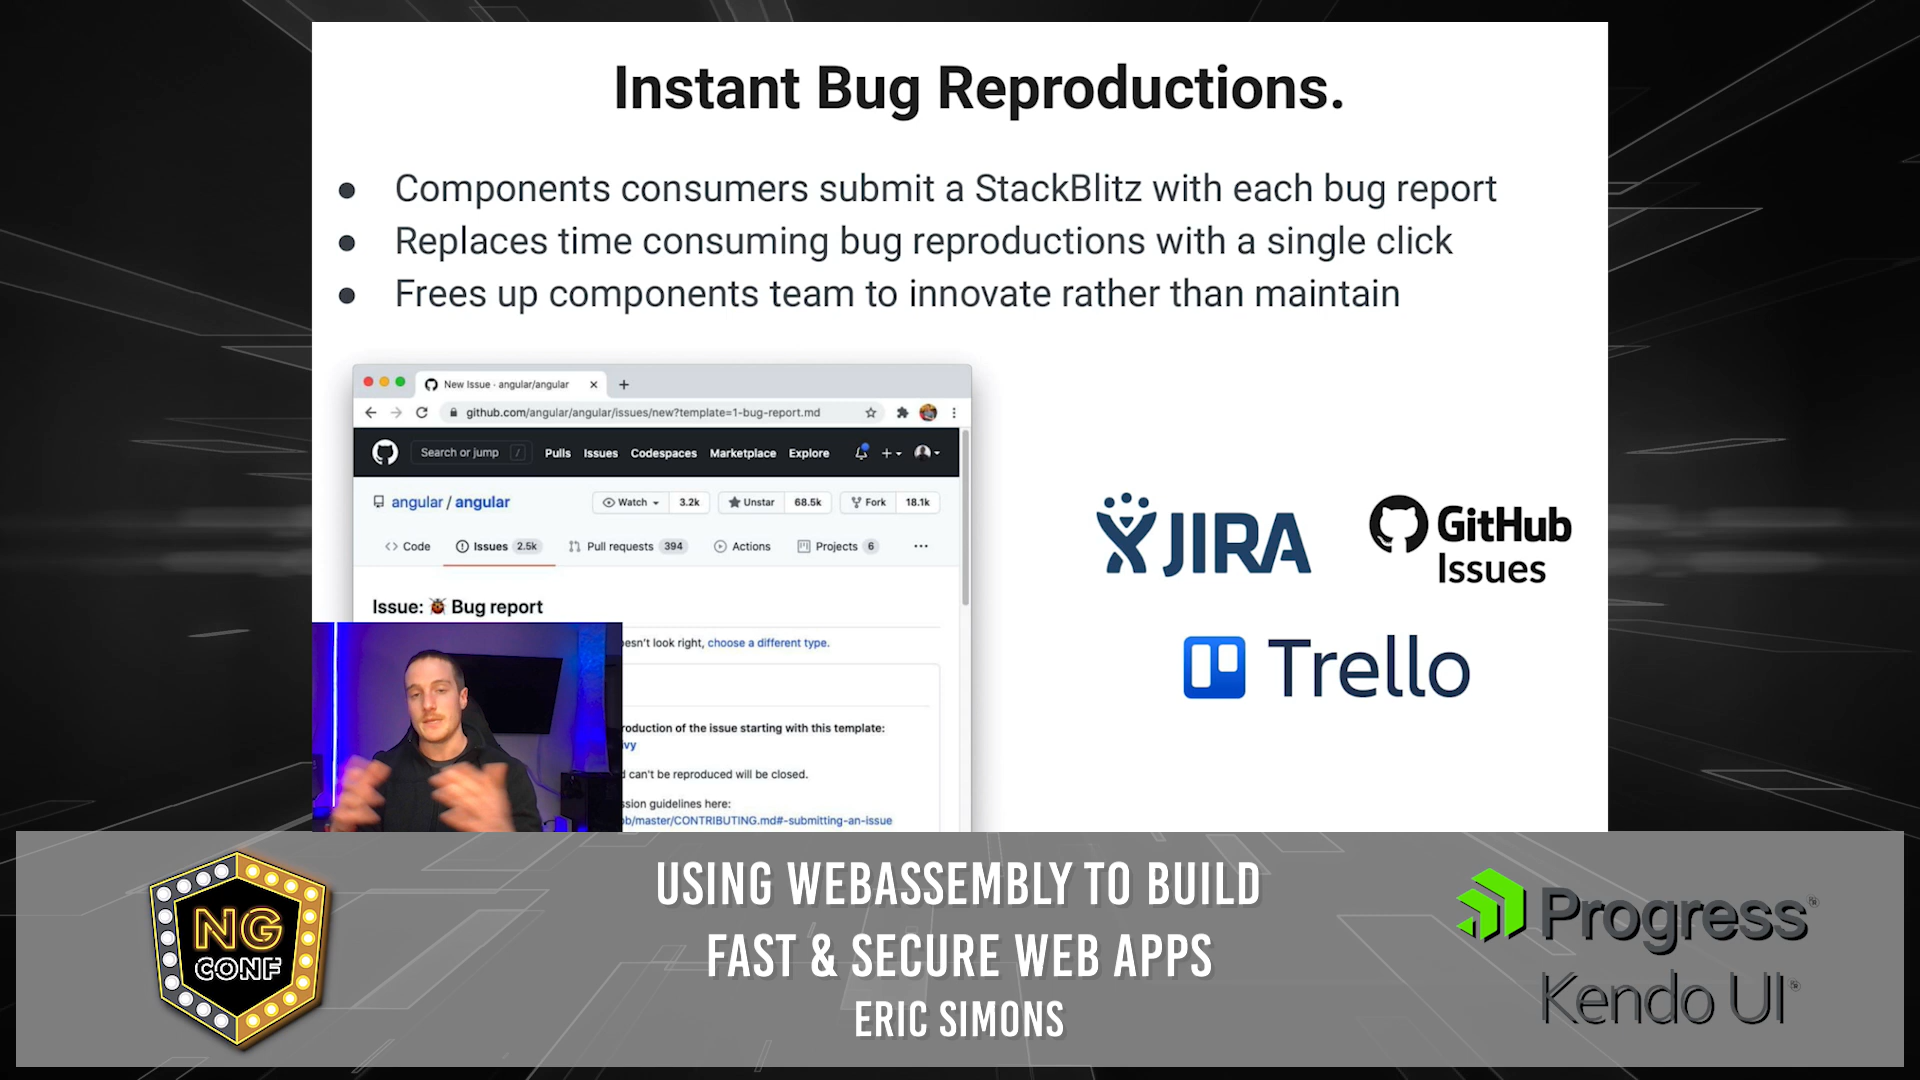 Instant Bug Reproductions.
● Components consumers submit a StackBlitz with each bug report
● Replaces time consuming bug reproductions with a single click
● Frees up components team to innovate rather than maintain
New Issue · angular/angular
github.com/angular/angular/issues/new?template=1-bug-report.md
Search or jump / Pulls Issues Codespaces Marketplace Explore
angular / angular Watch 3.2k Unstar 68.5k Fork 18.1k
Code Issues 2.5k Pull requests 394 Actions Projects 6 ...
Issue: 🐞 Bug report
esn't look right, choose a different type.
roduction of the issue starting with this template:
vy
d can't be reproduced will be closed.
ssion guidelines here:
ob/master/CONTRIBUTING.md#-submitting-an-issue
JIRA
GitHub
Issues
Trello
NG
CONF
USING WEBASSEMBLY TO BUILD
FAST & SECURE WEB APPS
ERIC SIMONS
Progress®
Kendo UI®